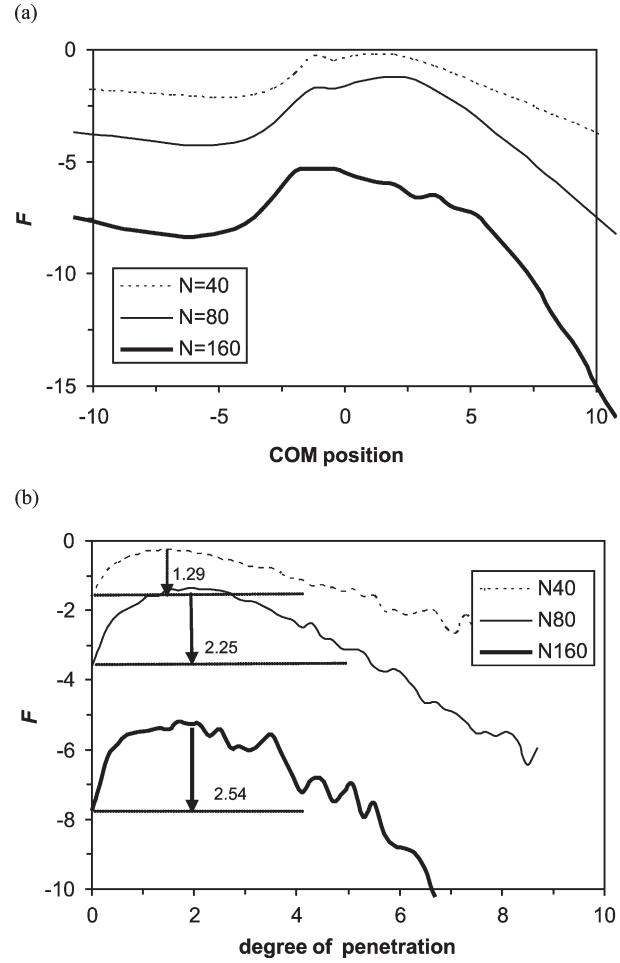 (a)
0
-5
-10
-15
F
N=40
N=80
N=160
-10 -5 0 5 10
COM position
(b)
0
-2
-4
-6
-8
-10
F
1.29
2.25
2.54
N40
N80
N160
0 2 4 6 8 10
degree of penetration